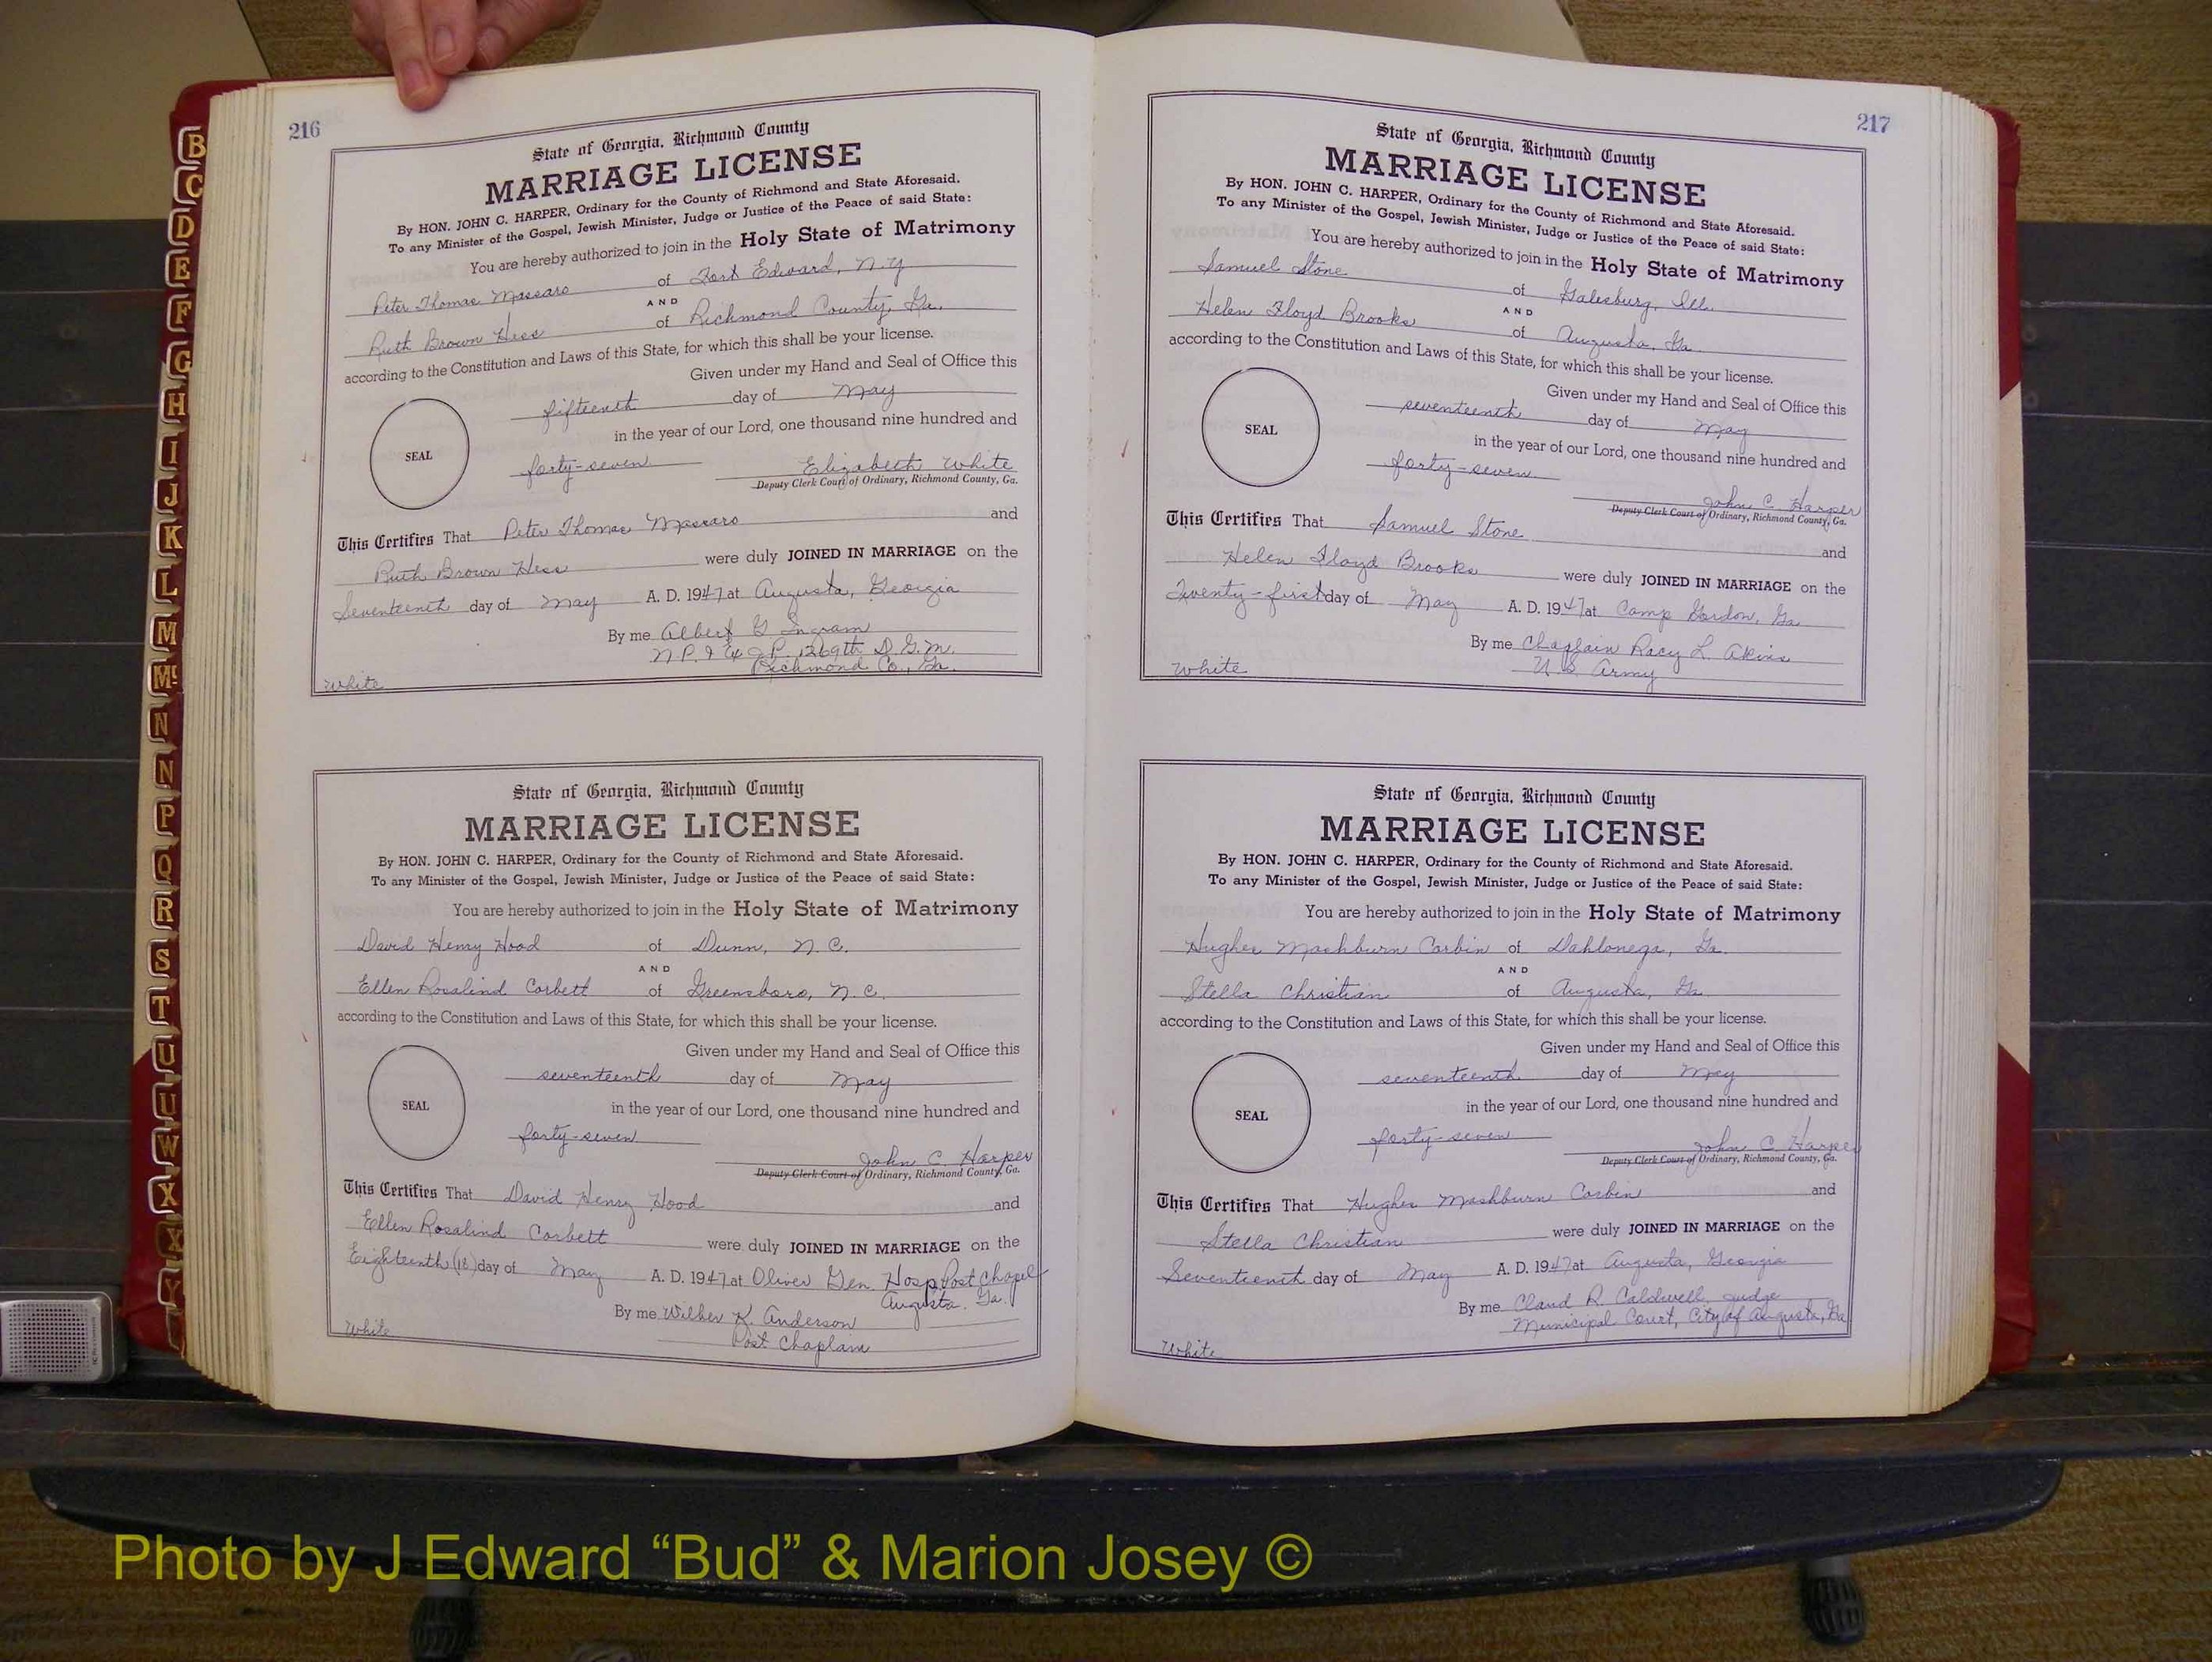 216
State of Georgia, Richmond County
MARRIAGE LICENSE
By HON. JOHN C. HARPER, Ordinary for the County of Richmond and State Aforesaid.
To any Minister of the Gospel, Jewish Minister, Judge or Justice of the Peace of said State:
You are hereby authorized to join in the Holy State of Matrimony
Peter Thomas Massaro of Fort Edward, N.Y
AND
Ruth Brown Hess of Richmond County, Ga.
according to the Constitution and Laws of this State, for which this shall be your license.
Given under my Hand and Seal of Office this
fifteenth day of May
in the year of our Lord, one thousand nine hundred and
SEAL
forty-seven Elizabeth White
Deputy Clerk Court of Ordinary, Richmond County, Ga.
This Certifies That Peter Thomas Massaro and
Ruth Brown Hess were duly JOINED IN MARRIAGE on the
Seventeenth day of May A. D. 1947 at Augusta, Georgia
By me Albert G Ingram
N.P. & Ex J.P. 1269th D.G.M.
Richmond Co., Ga.
White
State of Georgia, Richmond County
MARRIAGE LICENSE
By HON. JOHN C. HARPER, Ordinary for the County of Richmond and State Aforesaid.
To any Minister of the Gospel, Jewish Minister, Judge or Justice of the Peace of said State:
You are hereby authorized to join in the Holy State of Matrimony
David Henry Hood of Dunn, N.C.
AND
Ellen Rosalind Corbett of Greensboro, N.C.
according to the Constitution and Laws of this State, for which this shall be your license.
Given under my Hand and Seal of Office this
seventeenth day of May
SEAL
in the year of our Lord, one thousand nine hundred and
forty-seven
John C. Harper
Deputy Clerk Court of Ordinary, Richmond County, Ga.
This Certifies That David Henry Hood and
Ellen Rosalind Corbett were duly JOINED IN MARRIAGE on the
Eighteenth (18) day of May A. D. 1947 at Oliver Gen. Hosp Post Chapel
Augusta, Ga.
By me Wilber K. Anderson
Post Chaplain
White
217
State of Georgia, Richmond County
MARRIAGE LICENSE
By HON. JOHN C. HARPER, Ordinary for the County of Richmond and State Aforesaid.
To any Minister of the Gospel, Jewish Minister, Judge or Justice of the Peace of said State:
You are hereby authorized to join in the Holy State of Matrimony
Samuel Stone of Galesburg, Ill.
AND
Helen Floyd Brooks of Augusta, Ga.
according to the Constitution and Laws of this State, for which this shall be your license.
Given under my Hand and Seal of Office this
seventeenth day of May
SEAL
in the year of our Lord, one thousand nine hundred and
forty-seven
John C. Harper
Deputy Clerk Court of Ordinary, Richmond County, Ga.
This Certifies That Samuel Stone and
Helen Floyd Brooks were duly JOINED IN MARRIAGE on the
Twenty-first day of May A. D. 1947 at Camp Gordon, Ga
By me Chaplain Racy L. Akins
U.S. Army
White
State of Georgia, Richmond County
MARRIAGE LICENSE
By HON. JOHN C. HARPER, Ordinary for the County of Richmond and State Aforesaid.
To any Minister of the Gospel, Jewish Minister, Judge or Justice of the Peace of said State:
You are hereby authorized to join in the Holy State of Matrimony
Hughes Mashburn Corbin of Dahlonega, Ga.
AND
Stella Christian of Augusta, Ga.
according to the Constitution and Laws of this State, for which this shall be your license.
Given under my Hand and Seal of Office this
seventeenth day of May
SEAL
in the year of our Lord, one thousand nine hundred and
forty-seven
John C. Harper
Deputy Clerk Court of Ordinary, Richmond County, Ga.
This Certifies That Hughes Mashburn Corbin and
Stella Christian were duly JOINED IN MARRIAGE on the
Seventeenth day of May A. D. 1947 at Augusta, Georgia
By me Claud R. Caldwell, Judge
Municipal Court, City of Augusta, Ga
White
B
C
D
E
F
G
H
I
J
K
L
M
Mc
N
N
P
Q
R
S
T
U
U
W
X
X
Y
Photo by J Edward “Bud” & Marion Josey ©